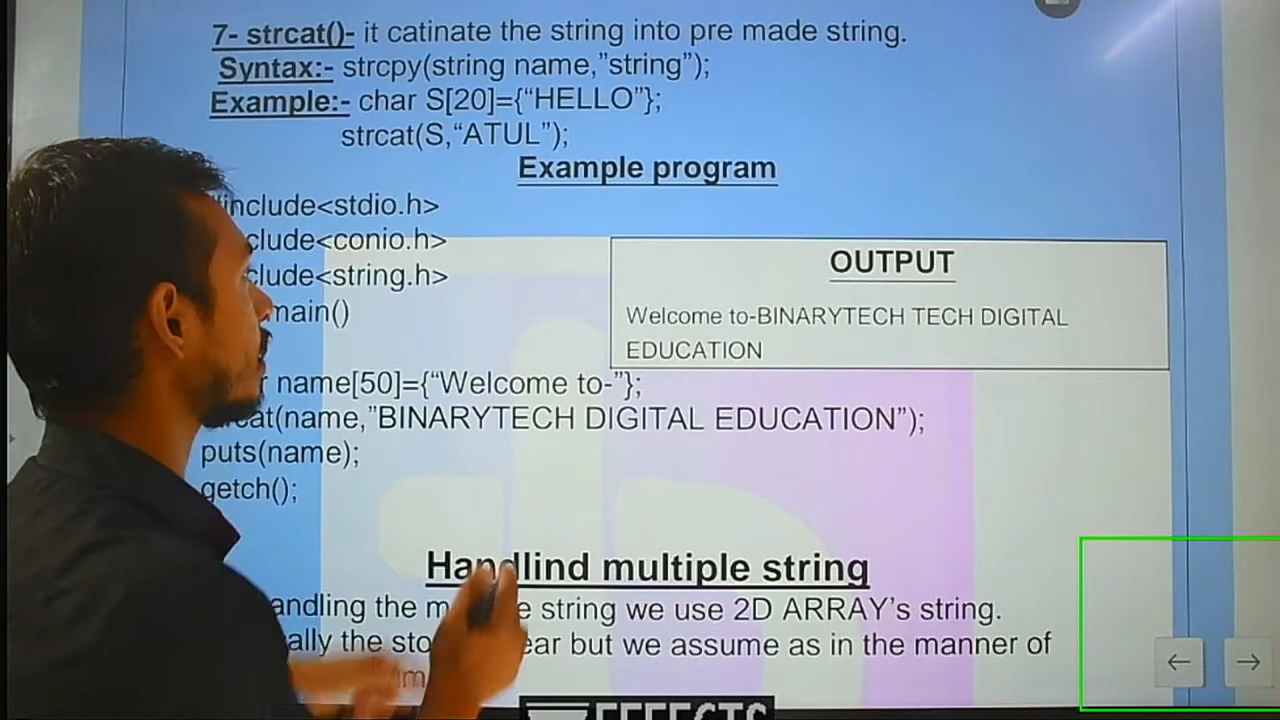 7- strcat()- it catinate the string into pre made string.
Syntax:- strcpy(string name,”string”);
Example:- char S[20]={“HELLO”};
strcat(S,“ATUL”);
Example program
include<stdio.h>
clude<conio.h>
clude<string.h>
main()
OUTPUT
Welcome to-BINARYTECH TECH DIGITAL
EDUCATION
name[50]={“Welcome to-”};
at(name,”BINARYTECH DIGITAL EDUCATION”);
puts(name);
getch();
Handlind multiple string
andling the m e string we use 2D ARRAY’s string.
ally the sto ear but we assume as in the manner of